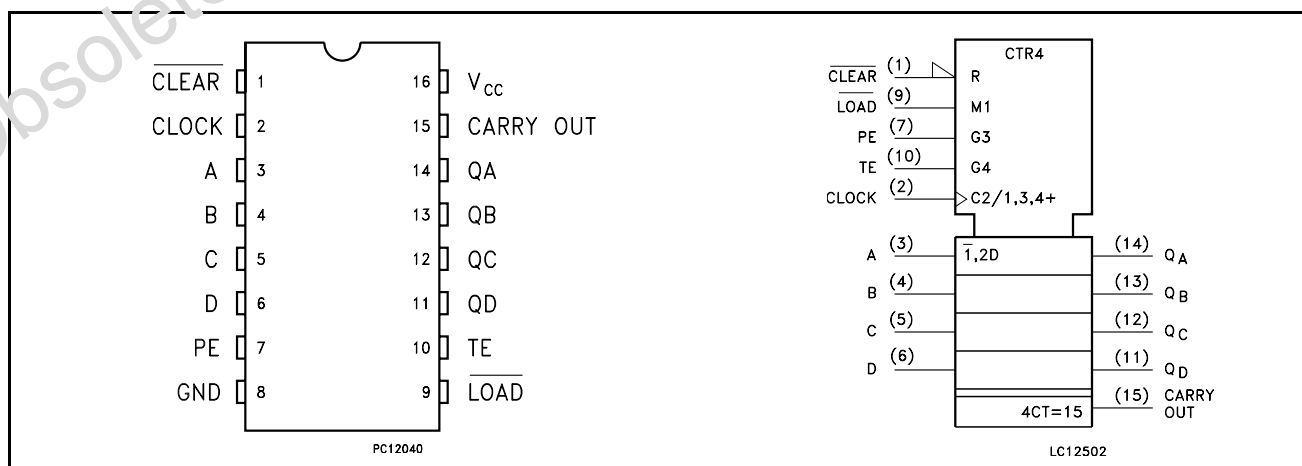 Obsolete
CLEAR 1 16 VCC
CLOCK 2 15 CARRY OUT
A 3 14 QA
B 4 13 QB
C 5 12 QC
D 6 11 QD
PE 7 10 TE
GND 8 9 LOAD
PC12040
CTR4
CLEAR (1) R
LOAD (9) M1
PE (7) G3
TE (10) G4
CLOCK (2) C2/1,3,4+
A (3) 1,2D (14) QA
B (4) (13) QB
C (5) (12) QC
D (6) (11) QD
4CT=15 (15) CARRY
OUT
LC12502